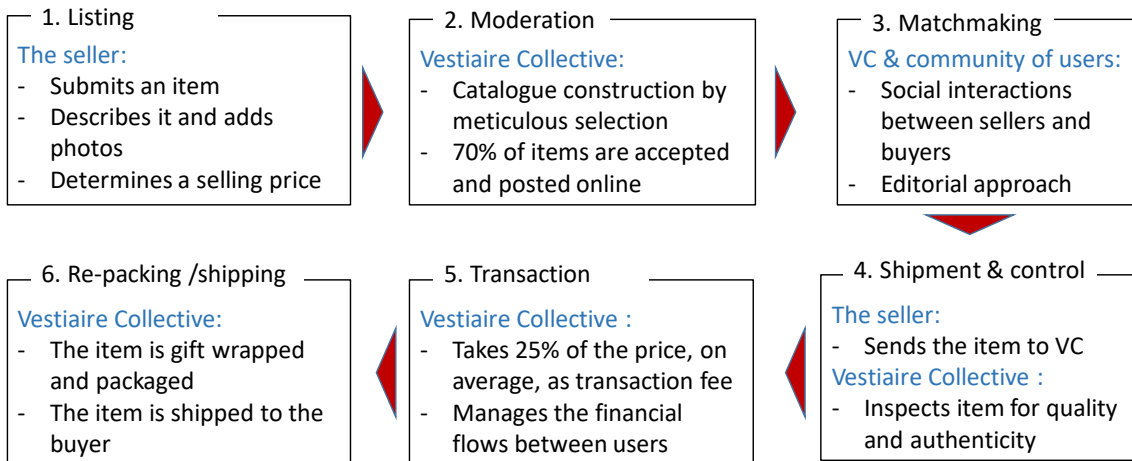 1. Listing
The seller:
- Submits an item
- Describes it and adds
photos
- Determines a selling price
2. Moderation
Vestiaire Collective:
- Catalogue construction by
meticulous selection
- 70% of items are accepted
and posted online
3. Matchmaking
VC & community of users:
- Social interactions
between sellers and
buyers
- Editorial approach
4. Shipment & control
The seller:
- Sends the item to VC
Vestiaire Collective :
- Inspects item for quality
and authenticity
5. Transaction
Vestiaire Collective :
- Takes 25% of the price, on
average, as transaction fee
- Manages the financial
flows between users
6. Re-packing /shipping
Vestiaire Collective:
- The item is gift wrapped
and packaged
- The item is shipped to the
buyer